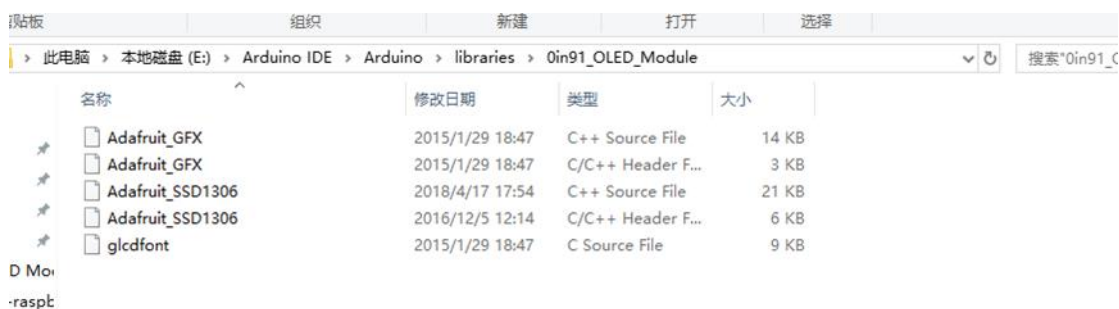 贴板 组织 新建 打开 选择
› 此电脑 › 本地磁盘 (E:) › Arduino IDE › Arduino › libraries › 0in91_OLED_Module 搜索"0in91_O
名称 修改日期 类型 大小
Adafruit_GFX 2015/1/29 18:47 C++ Source File 14 KB
Adafruit_GFX 2015/1/29 18:47 C/C++ Header F... 3 KB
Adafruit_SSD1306 2018/4/17 17:54 C++ Source File 21 KB
Adafruit_SSD1306 2016/12/5 12:14 C/C++ Header F... 6 KB
glcdfont 2015/1/29 18:47 C Source File 9 KB
D Mo
-raspb